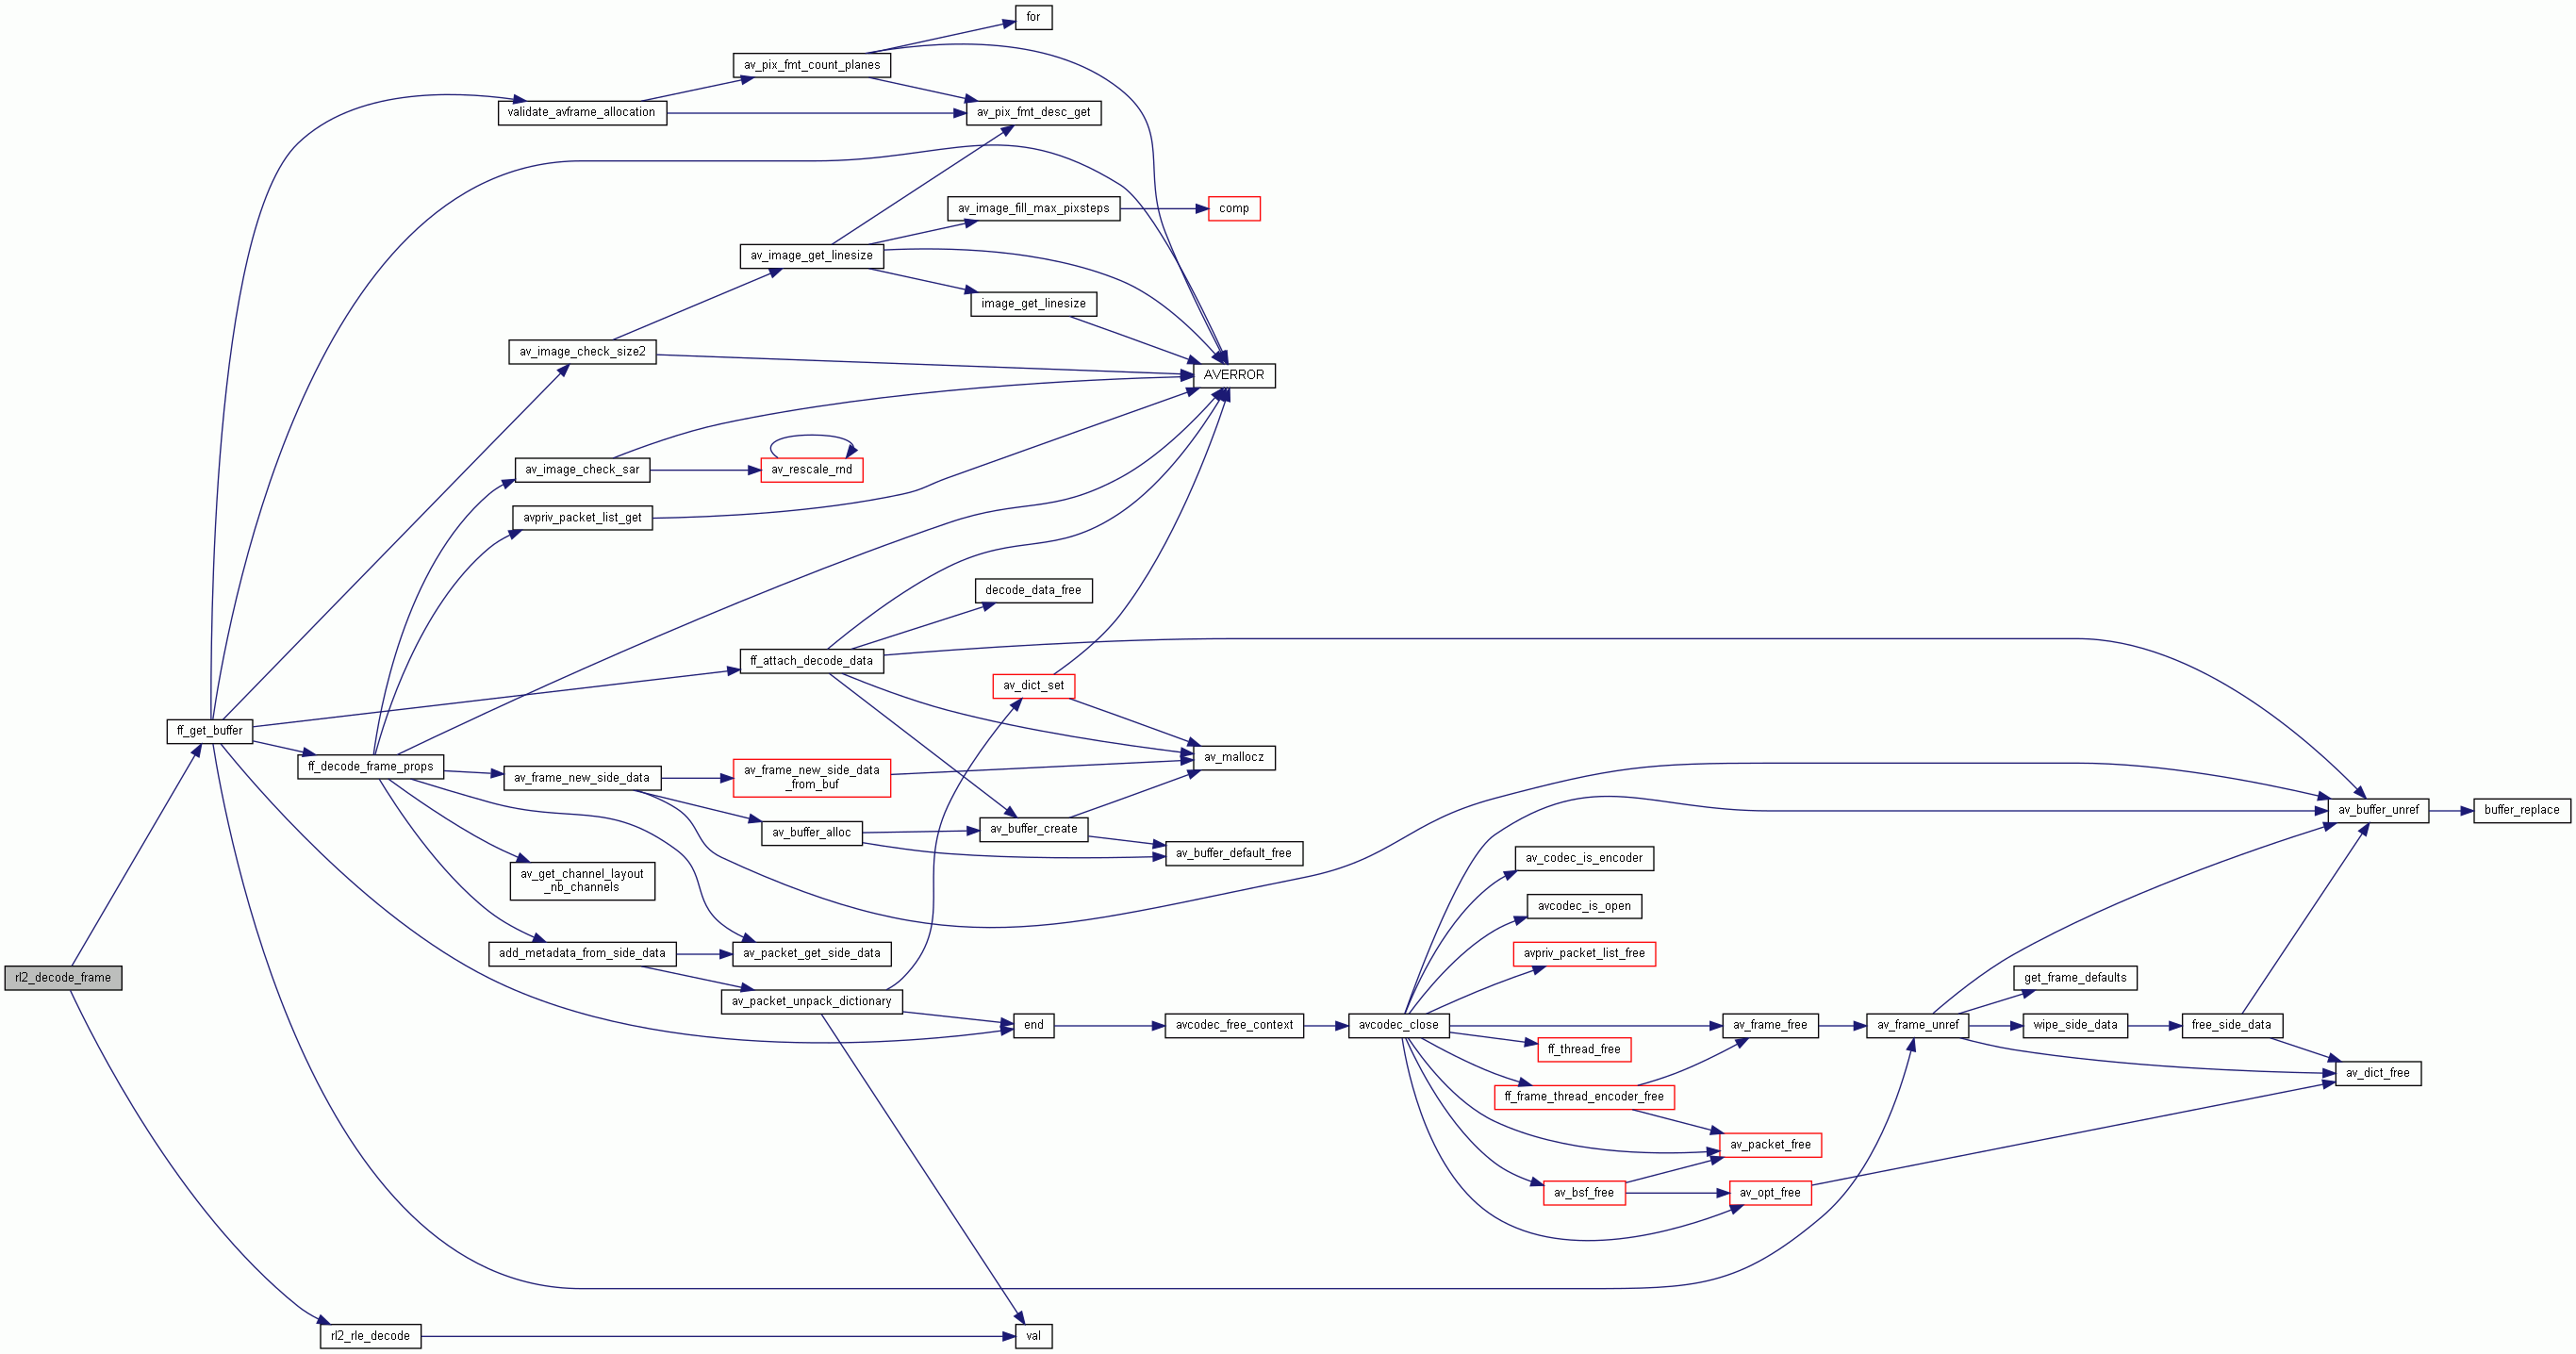 for
av_pix_fmt_count_planes
validate_avframe_allocation
av_pix_fmt_desc_get
av_image_fill_max_pixsteps
comp
av_image_get_linesize
image_get_linesize
av_image_check_size2
AVERROR
av_image_check_sar
av_rescale_rnd
avpriv_packet_list_get
decode_data_free
ff_attach_decode_data
av_dict_set
ff_get_buffer
av_mallocz
ff_decode_frame_props
av_frame_new_side_data
av_frame_new_side_data
_from_buf
av_buffer_unref
buffer_replace
av_buffer_alloc
av_buffer_create
av_buffer_default_free
av_codec_is_encoder
av_get_channel_layout
_nb_channels
avcodec_is_open
add_metadata_from_side_data
av_packet_get_side_data
avpriv_packet_list_free
rl2_decode_frame
get_frame_defaults
av_packet_unpack_dictionary
end
avcodec_free_context
avcodec_close
av_frame_free
av_frame_unref
wipe_side_data
free_side_data
ff_thread_free
av_dict_free
ff_frame_thread_encoder_free
av_packet_free
av_bsf_free
av_opt_free
rl2_rle_decode
val